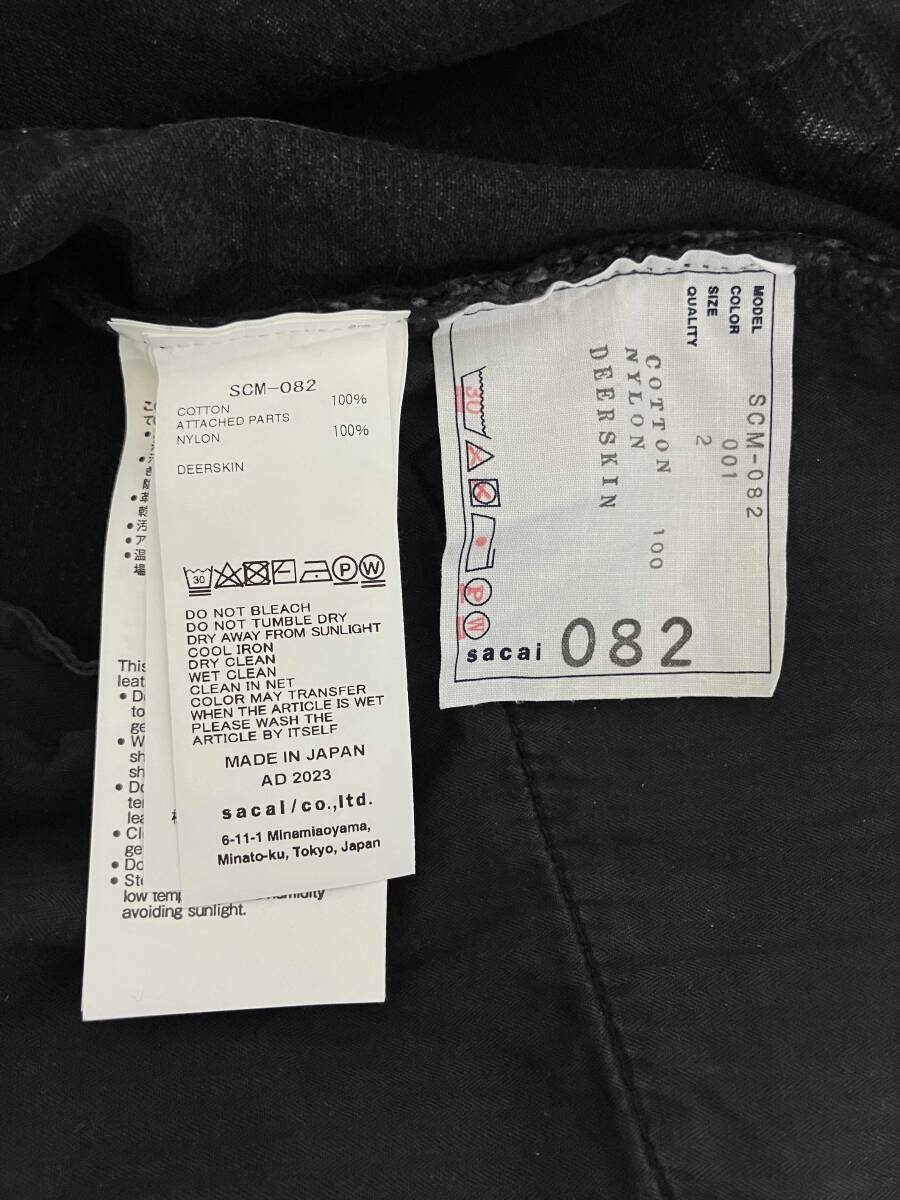 SCM-082
COTTON 100%
ATTACHED PARTS
NYLON 100%
DEERSKIN
30
P W
DO NOT BLEACH
DO NOT TUMBLE DRY
DRY AWAY FROM SUNLIGHT
COOL IRON
DRY CLEAN
WET CLEAN
CLEAN IN NET
COLOR MAY TRANSFER
WHEN THE ARTICLE IS WET
PLEASE WASH THE
ARTICLE BY ITSELF
MADE IN JAPAN
AD 2023
sacai/co.,ltd.
6-11-1 Minamiaoyama,
Minato-ku, Tokyo, Japan
This
low
avoiding sunlight.
MODEL SCM-082
COLOR 001
SIZE 2
QUALITY
COTTON 100
NYLON
DEERSKIN
30
P
W
sacai 082